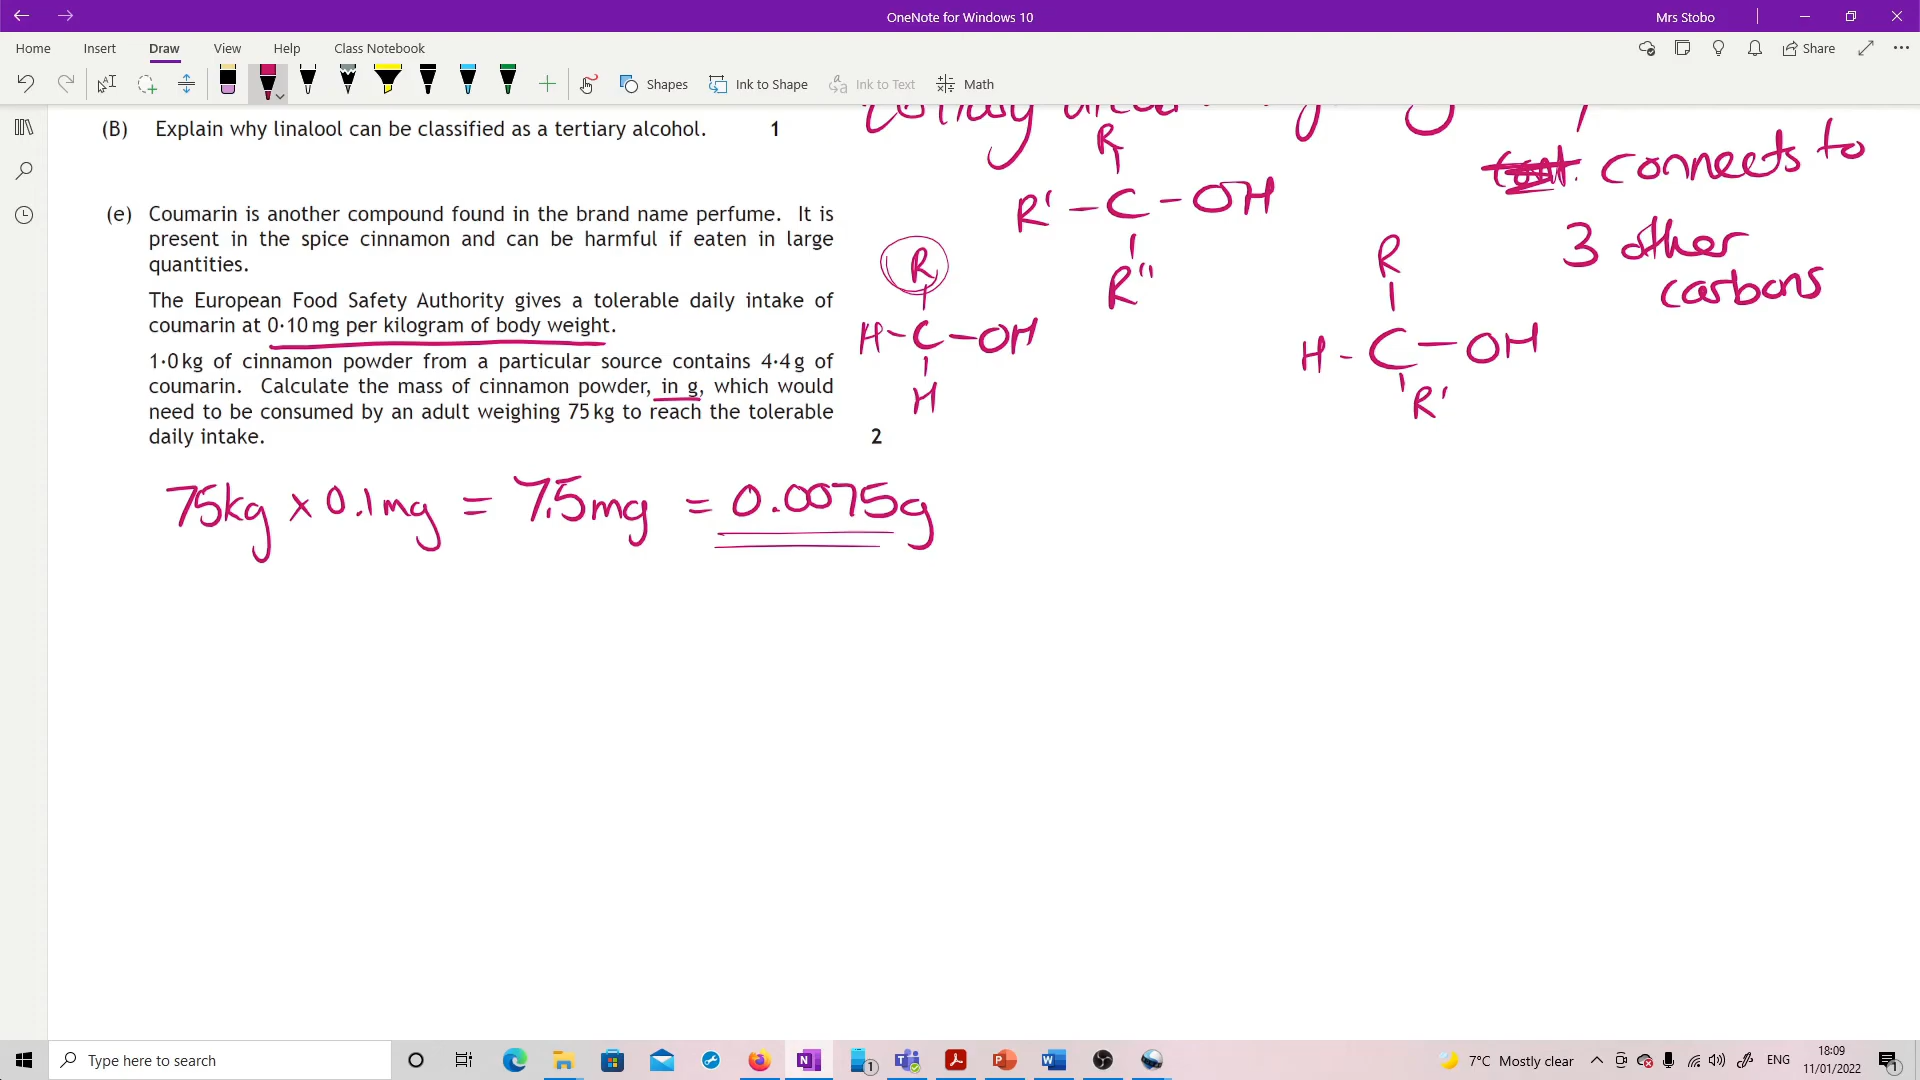 OneNote for Windows 10
Mrs Stobo
Home Insert Draw View Help Class Notebook
Share
Shapes Ink to Shape Ink to Text Math
(B) Explain why linalool can be classified as a tertiary alcohol. 1
R
R' - C - OH
R"
connects to
3 other
carbons
(e) Coumarin is another compound found in the brand name perfume. It is
present in the spice cinnamon and can be harmful if eaten in large
quantities.
The European Food Safety Authority gives a tolerable daily intake of
coumarin at 0·10 mg per kilogram of body weight.
1·0 kg of cinnamon powder from a particular source contains 4·4 g of
coumarin. Calculate the mass of cinnamon powder, in g, which would
need to be consumed by an adult weighing 75 kg to reach the tolerable
daily intake. 2
R
H-C-OH
H
R
H - C - OH
R'
75kg x 0.1mg = 7.5mg = 0.0075g
Type here to search
7°C Mostly clear
ENG
18:09
11/01/2022
1
1